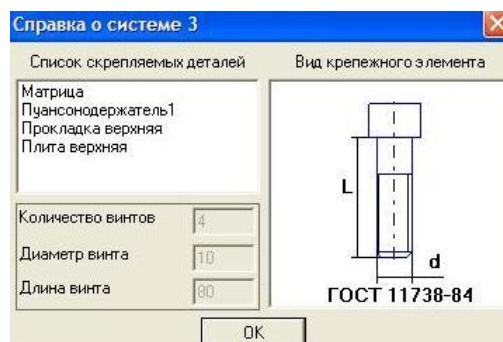 Справка о системе 3
Список скрепляемых деталей
Вид крепежного элемента
Матрица
Пуансонодержатель1
Прокладка верхняя
Плита верхняя
Количество винтов 4
Диаметр винта 10
Длина винта 80
L
d
ГОСТ 11738-84
OK